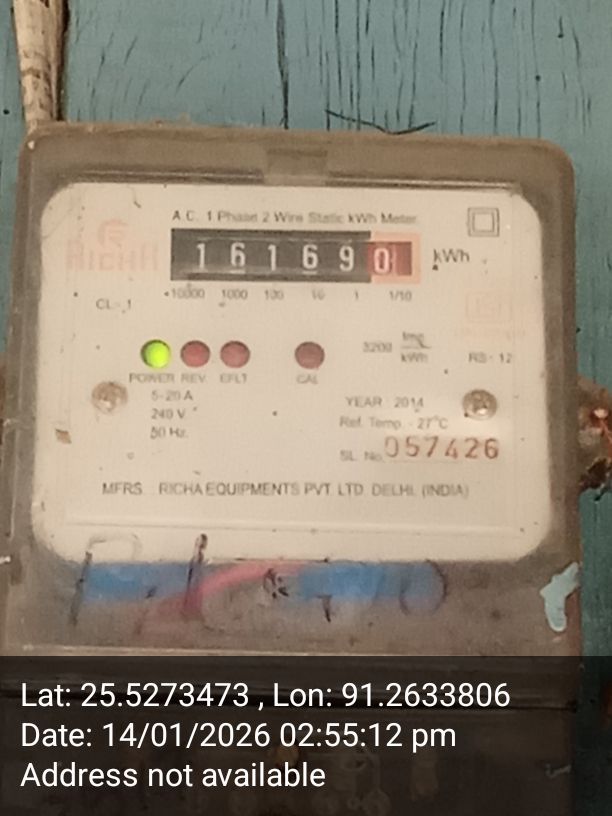 A.C. 1 Phase 2 Wire Static kWh Meter
RICHA
161690 kWh
10000 1000 100 10 1 1/10
CL- 1
3200 imp/kWh
RS - 12
POWER REV. EFLT CAL
5-20 A
240 V
50 Hz.
YEAR : 2014
Ref. Temp. - 27°C
SL. No. 057426
MFRS. : RICHA EQUIPMENTS PVT. LTD. DELHI. (INDIA)
Lat: 25.5273473 , Lon: 91.2633806
Date: 14/01/2026 02:55:12 pm
Address not available